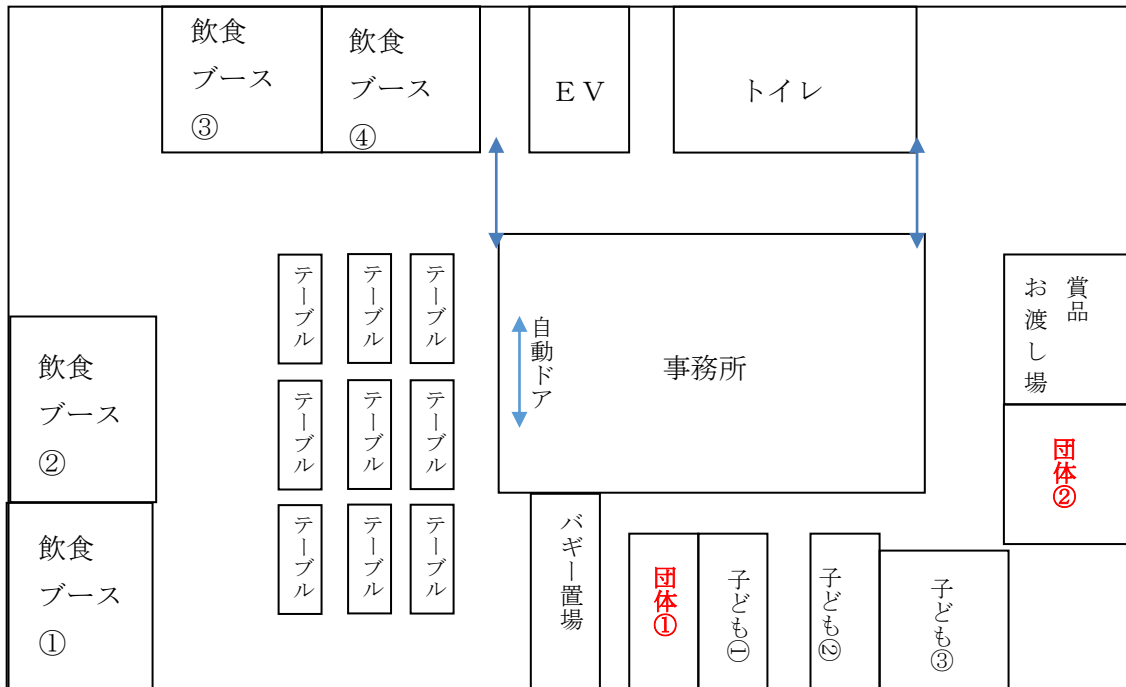 飲食
ブース
③
飲食
ブース
④
ＥＶ
トイレ
テーブル
テーブル
テーブル
自動ドア
事務所
賞品
お渡し場
飲食
ブース
②
テーブル
テーブル
テーブル
団体②
飲食
ブース
①
テーブル
テーブル
テーブル
バギー置場
団体①
子ども①
子ども②
子ども③